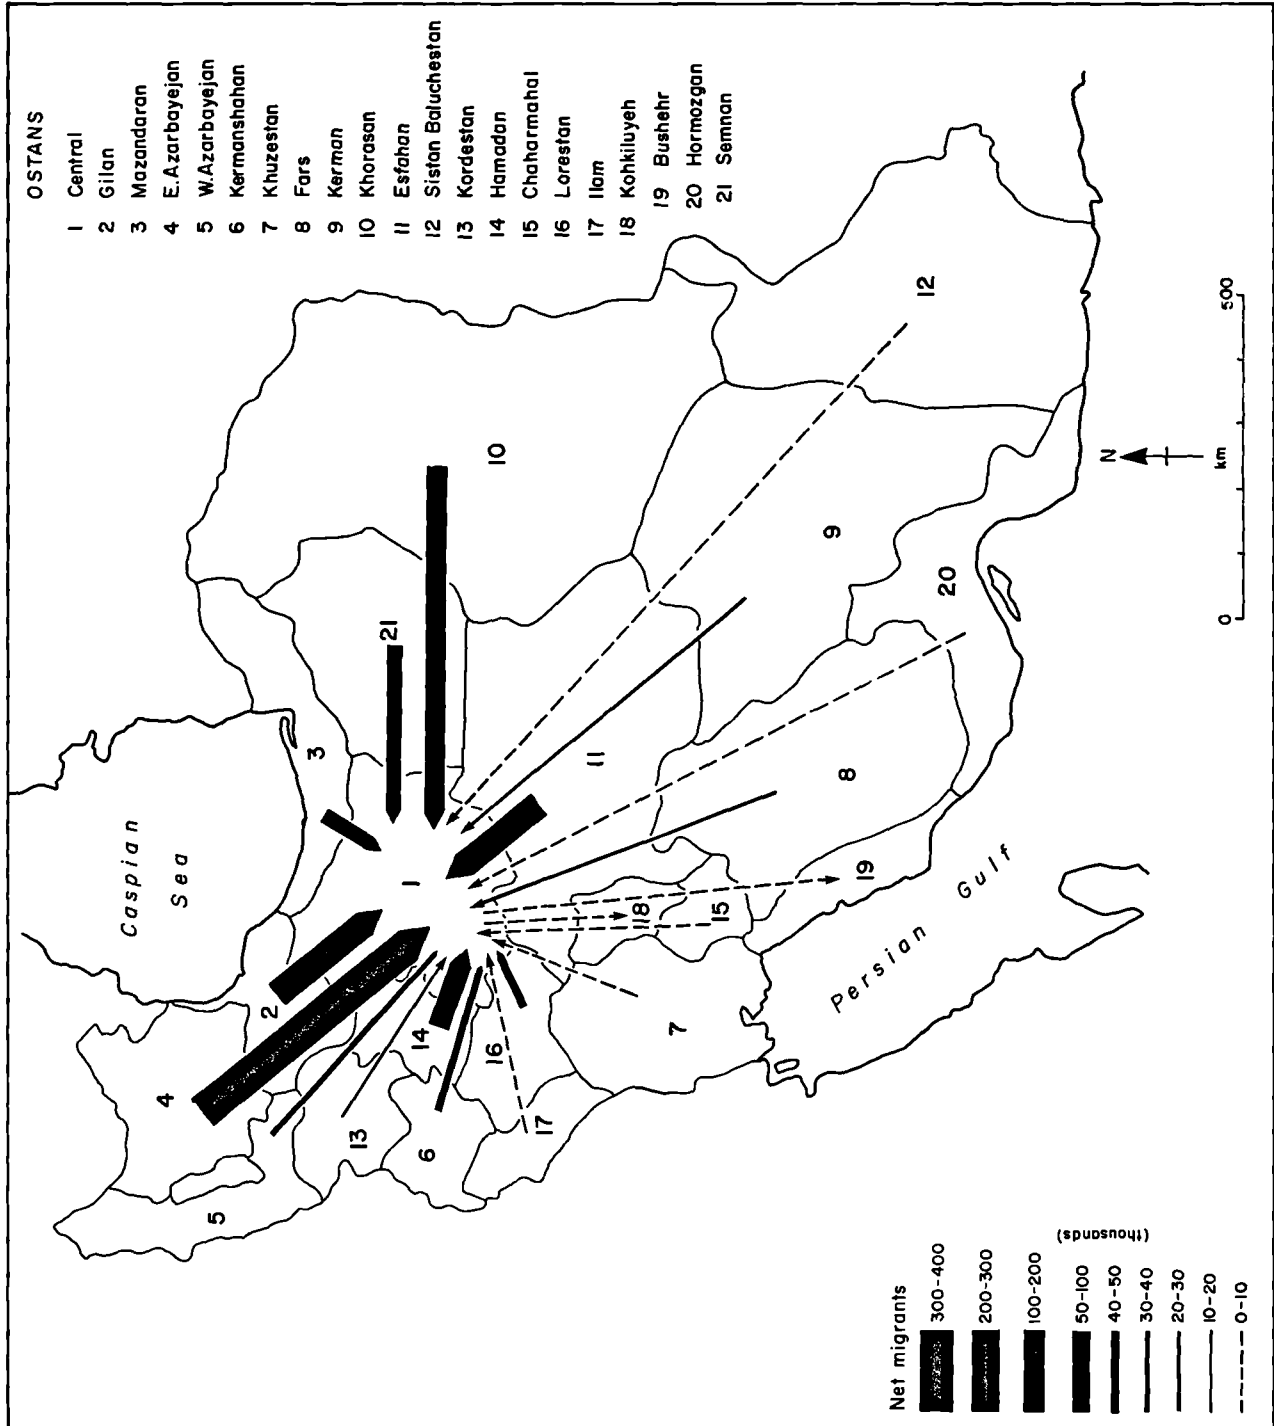 OSTANS
1 Central
2 Gilan
3 Mazandaran
4 E.Azarbayejan
5 W.Azarbayejan
6 Kermanshahan
7 Khuzestan
8 Fars
9 Kerman
10 Khorasan
11 Esfahan
12 Sistan Baluchestan
13 Kordestan
14 Hamadan
15 Chaharmahal
16 Lorestan
17 Ilam
18 Kohkiluyeh
19 Bushehr
20 Hormozgan
21 Semnan
Caspian
Sea
4
2
3
5
1
21
13
14
10
6
16
17
11
7
18
15
8
9
12
19
20
Persian Gulf
N
0 km 500
Net migrants
(thousands)
300-400
200-300
100-200
50-100
40-50
30-40
20-30
10-20
0-10